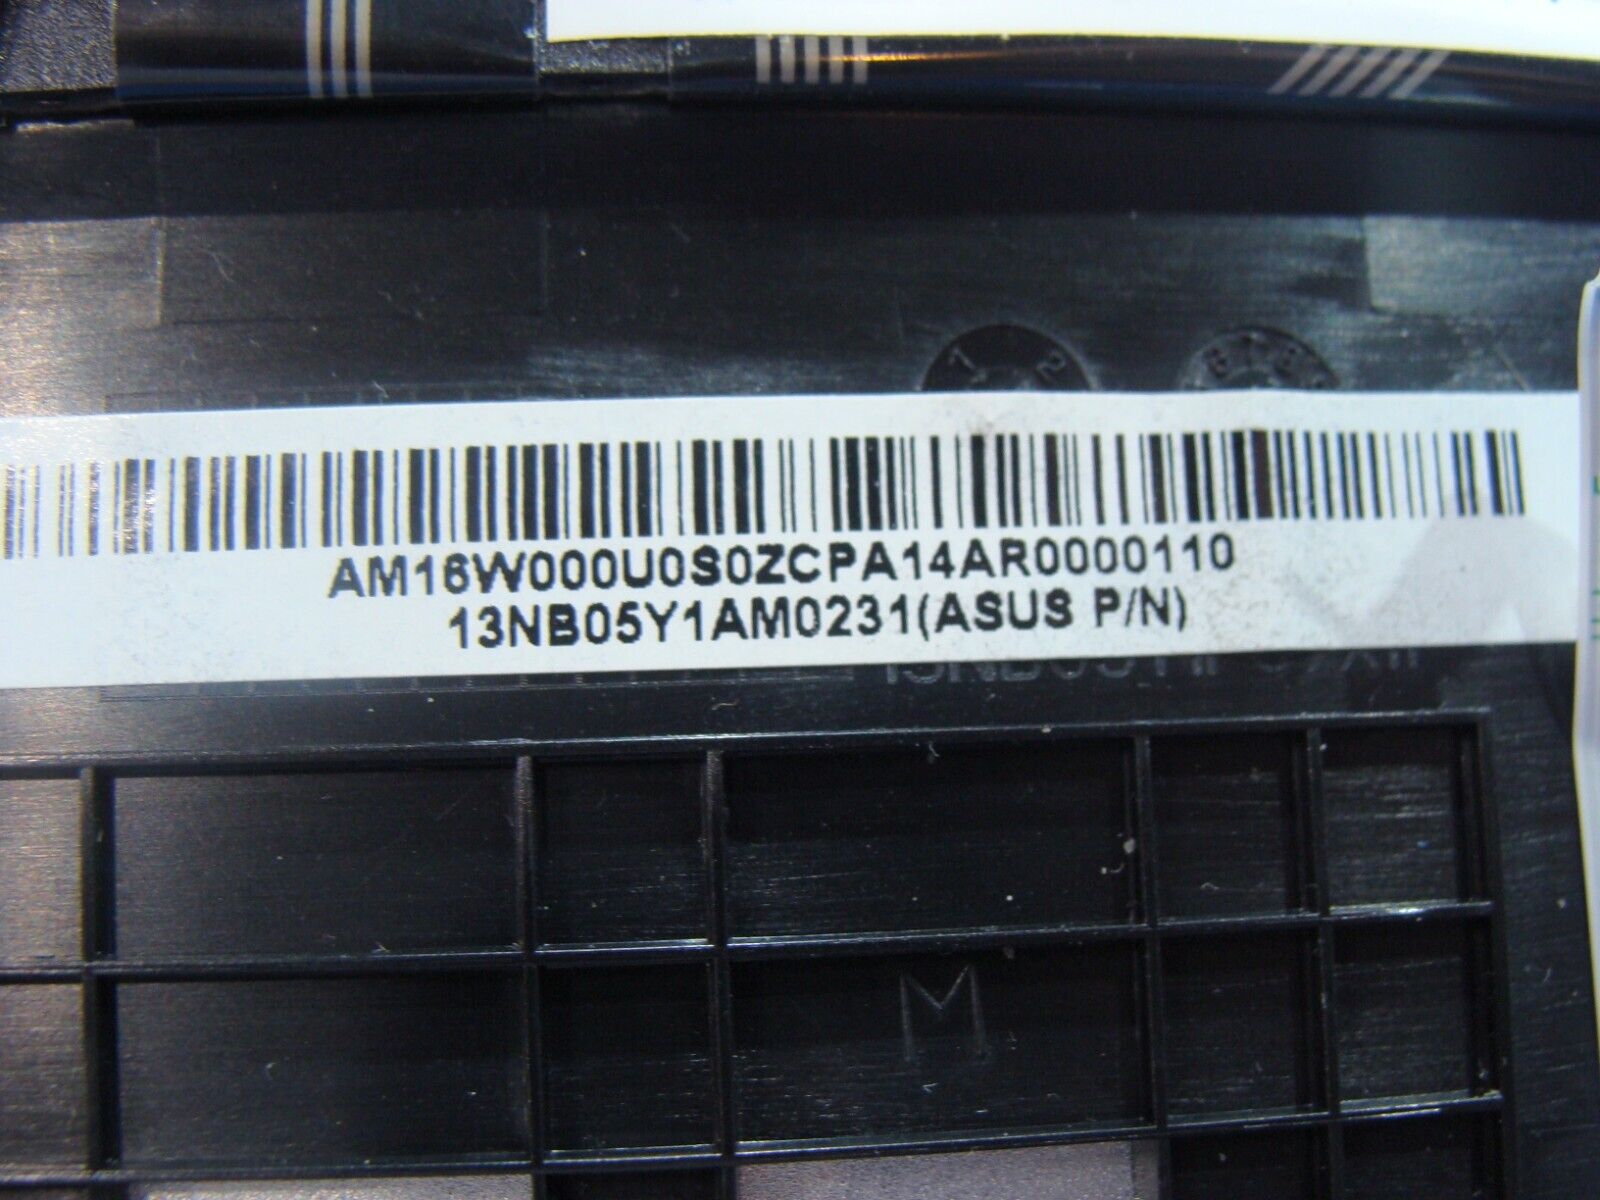 AM16W000U0S0ZCPA14AR0000110
13NB05Y1AM0231(ASUS P/N)
M